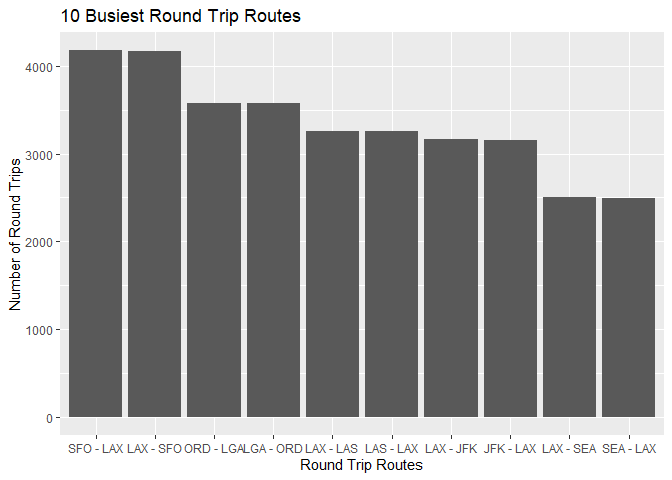 10 Busiest Round Trip Routes
Number of Round Trips
4000
3000
2000
1000
0
SFO - LAX LAX - SFO ORD - LGA LGA - ORD LAX - LAS LAS - LAX LAX - JFK JFK - LAX LAX - SEA SEA - LAX
Round Trip Routes